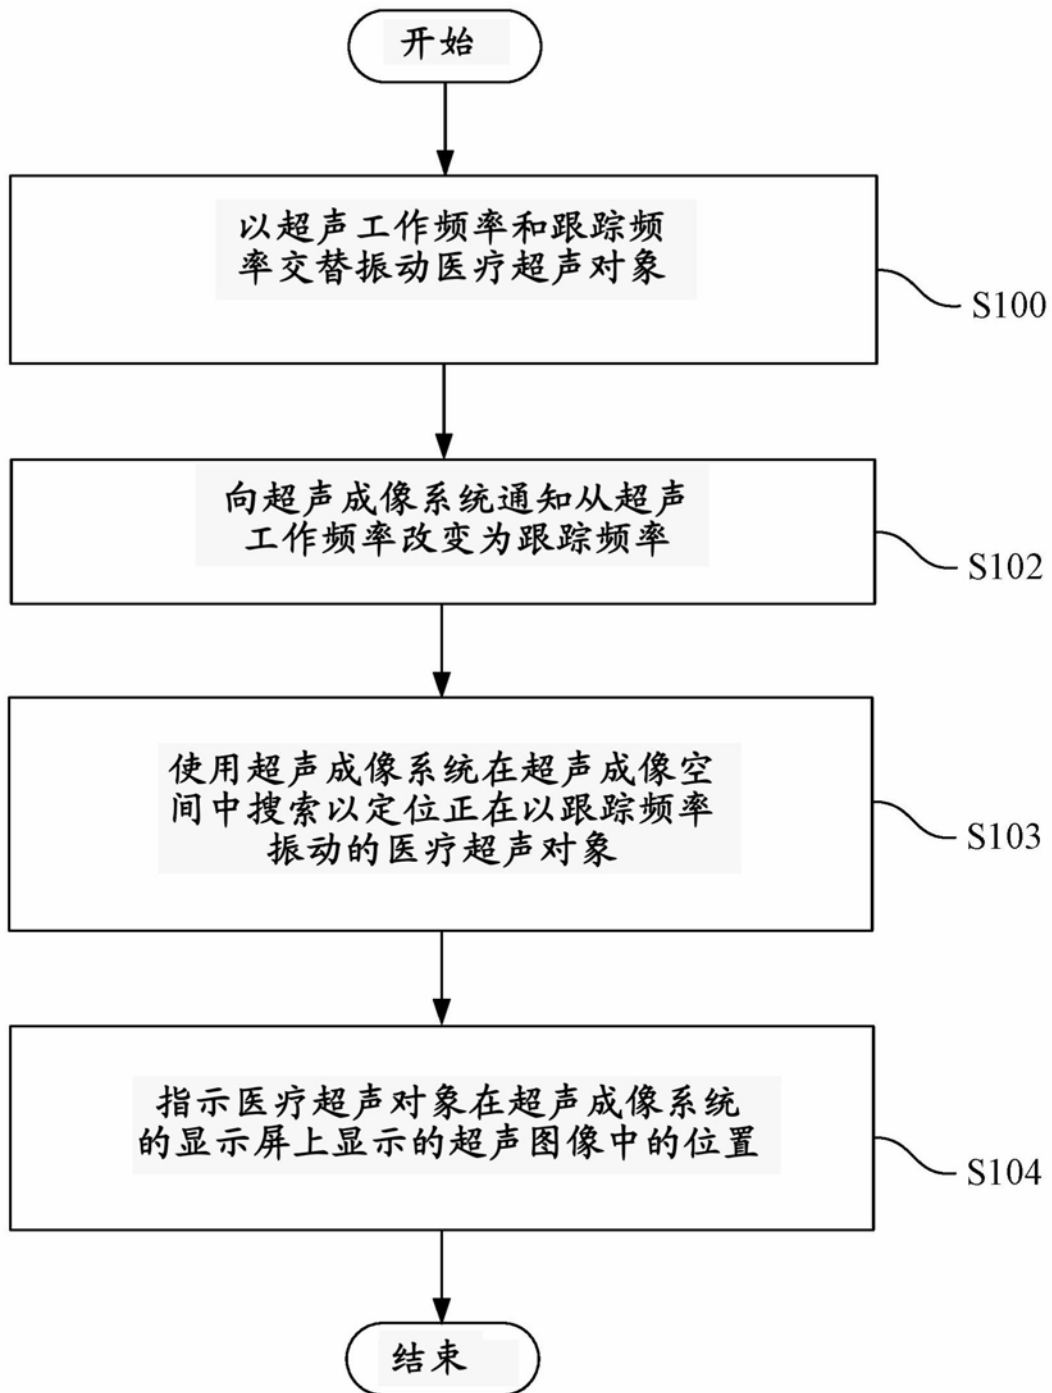 开始
以超声工作频率和跟踪频
率交替振动医疗超声对象
S100
向超声成像系统通知从超声
工作频率改变为跟踪频率
S102
使用超声成像系统在超声成像空
间中搜索以定位正在以跟踪频率
振动的医疗超声对象
S103
指示医疗超声对象在超声成像系统
的显示屏上显示的超声图像中的位置
S104
结束